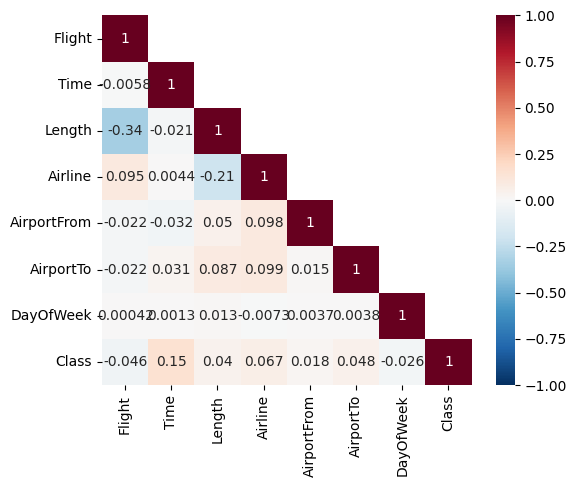 Flight 1
Time -0.0058 1
Length -0.34 -0.021 1
Airline 0.095 0.0044 -0.21 1
AirportFrom -0.022 -0.032 0.05 0.098 1
AirportTo -0.022 0.031 0.087 0.099 0.015 1
DayOfWeek -0.00042 0.0013 0.013 -0.0073 0.0037 0.0038 1
Class -0.046 0.15 0.04 0.067 0.018 0.048 -0.026 1
Flight Time Length Airline AirportFrom AirportTo DayOfWeek Class
1.00
0.75
0.50
0.25
0.00
−0.25
−0.50
−0.75
−1.00